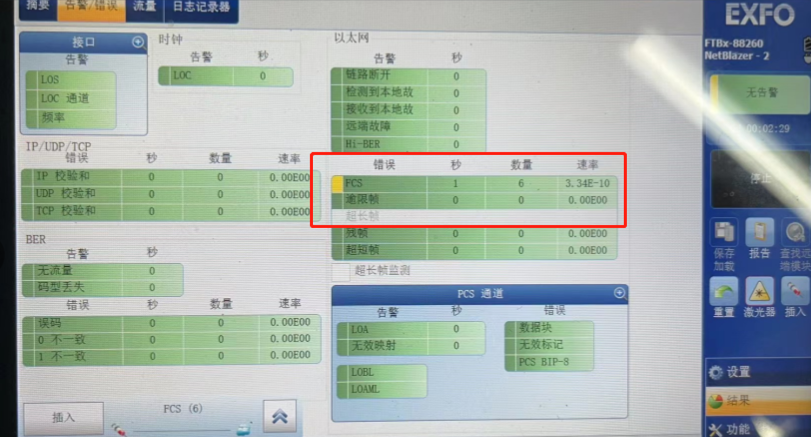 摘要 告警/错误 流量 日志记录器
EXFO
FTBx-88260
NetBlazer - 2
无告警
00:02:29
停止
保存 报告 查找远
加载 端模块
重置 激光器 插入
设置
结果
功能
接口
告警
LOS
LOC 通道
频率
时钟
告警 秒
LOC 0
以太网
告警 秒
链路断开 0
检测到本地故 0
接收到本地故 0
远端故障 0
Hi-BER 0
错误 秒 数量 速率
FCS 1 6 3.34E-10
逾限帧 0 0 0.00E00
超长帧
残帧 0 0 0.00E00
超短帧 0 0 0.00E00
超长帧监测
IP/UDP/TCP
错误 秒 数量 速率
IP 校验和 0 0 0.00E00
UDP 校验和 0 0 0.00E00
TCP 校验和 0 0 0.00E00
BER
告警 秒
无流量 0
码型丢失 0
错误 秒 数量 速率
误码 0 0 0.00E00
0 不一致 0 0 0.00E00
1 不一致 0 0 0.00E00
PCS 通道
告警 秒 错误
LOA 0 数据块
无效映射 0 无效标记
PCS BIP-8
LOBL
LOAML
插入 FCS (6)